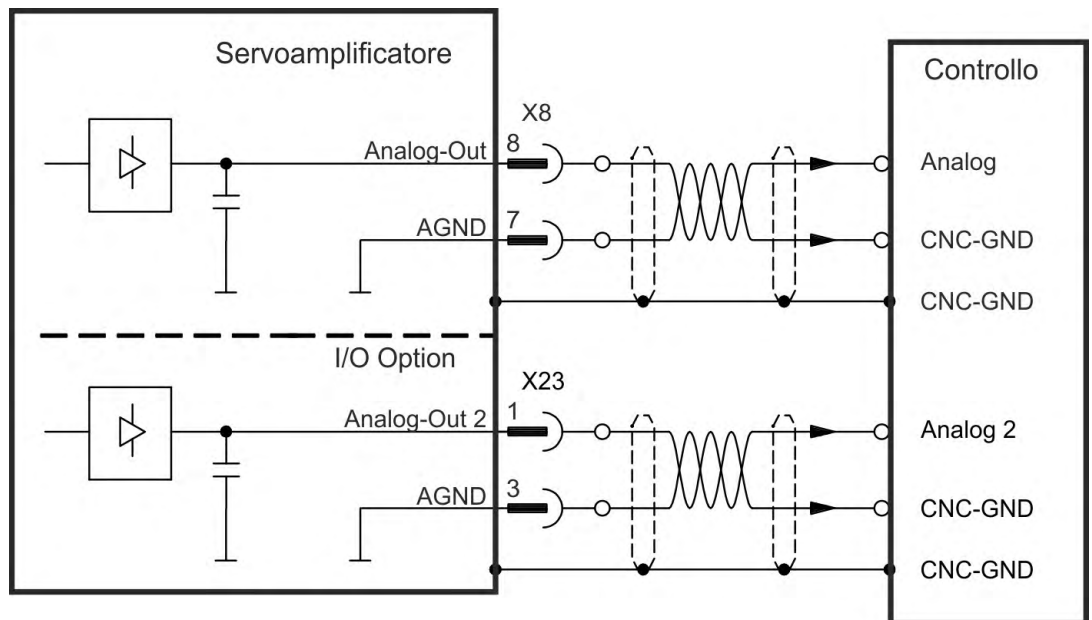 Servoamplificatore
Controllo
X8
Analog-Out
8
Analog
AGND
7
CNC-GND
CNC-GND
I/O Option
X23
Analog-Out 2
1
Analog 2
AGND
3
CNC-GND
CNC-GND